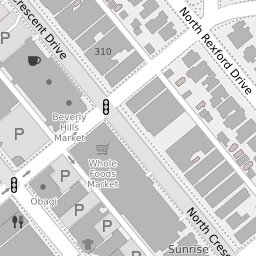 Crescent Drive
North Rexford Drive
310
P
P
Beverly
Hills
Market
P
Whole
Foods
Market
P
Obagi
P
P
P
P
North Cres
Sunrise